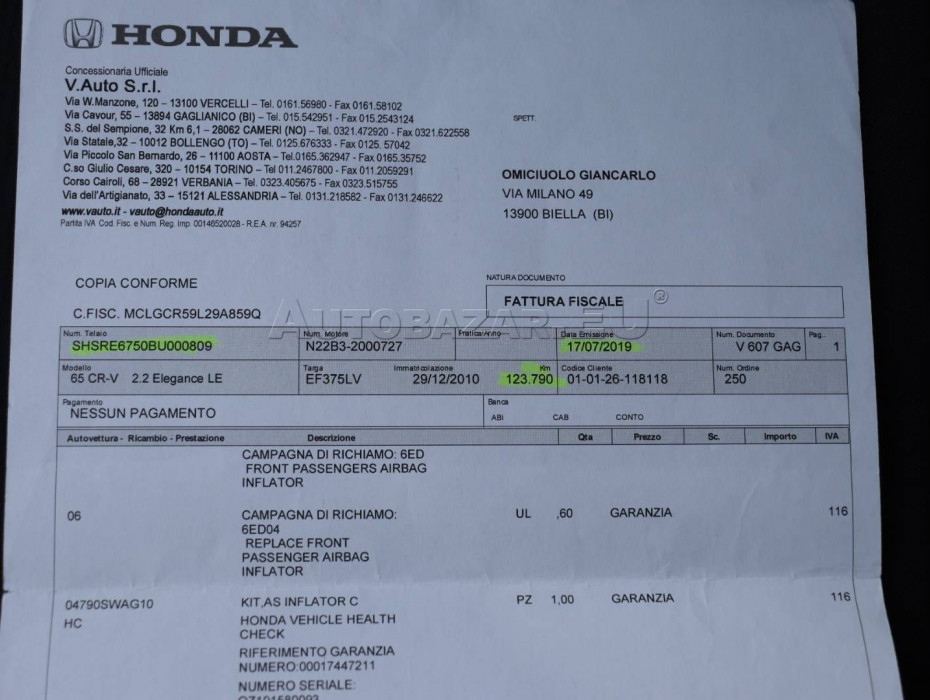 HONDA
Concessionaria Ufficiale
V.Auto S.r.l.
Via W.Manzone, 120 – 13100 VERCELLI – Tel. 0161.56980 - Fax 0161.58102
Via Cavour, 55 – 13894 GAGLIANICO (BI) – Tel. 015.542951 - Fax 015.2543124
S.S. del Sempione, 32 Km 6,1 – 28062 CAMERI (NO) – Tel. 0321.472920 - Fax 0321.622558
Via Statale,32 – 10012 BOLLENGO (TO) – Tel. 0125.676333 - Fax 0125. 57042
Via Piccolo San Bernardo, 26 – 11100 AOSTA – Tel.0165.362947 - Fax 0165.35752
C.so Giulio Cesare, 320 – 10154 TORINO – Tel 011.2467800 - Fax 011.2059291
Corso Cairoli, 68 – 28921 VERBANIA – Tel. 0323.405675 - Fax 0323.515755
Via dell'Artigianato, 33 – 15121 ALESSANDRIA – Tel. 0131.218582 - Fax 0131.246622
www.vauto.it - vauto@hondaauto.it
Partita IVA Cod. Fisc. e Num. Reg. Imp. 00146520028 - R.E.A. nr. 94257
SPETT.
OMICIUOLO GIANCARLO
VIA MILANO 49
13900 BIELLA (BI)
COPIA CONFORME
NATURA DOCUMENTO
FATTURA FISCALE
C.FISC. MCLGCR59L29A859Q
AUTOBAZAR.EU®
Num. Telaio Num. Motore Pratica/Anno Data Emissione Num. Documento Pag.
SHSRE6750BU000809 N22B3-2000727 17/07/2019 V 607 GAG 1
Modello Targa Immatricolazione Km Codice Cliente Num. Ordine
65 CR-V 2.2 Elegance LE EF375LV 29/12/2010 123.790 01-01-26-118118 250
Pagamento Banca
NESSUN PAGAMENTO ABI CAB CONTO
Autovettura - Ricambio - Prestazione Descrizione Qta Prezzo Sc. Importo IVA
CAMPAGNA DI RICHIAMO: 6ED
FRONT PASSENGERS AIRBAG
INFLATOR
06 CAMPAGNA DI RICHIAMO: UL ,60 GARANZIA 116
6ED04
REPLACE FRONT
PASSENGER AIRBAG
INFLATOR
04790SWAG10 KIT,AS INFLATOR C PZ 1,00 GARANZIA 116
HC HONDA VEHICLE HEALTH
CHECK
RIFERIMENTO GARANZIA
NUMERO:00017447211
NUMERO SERIALE: